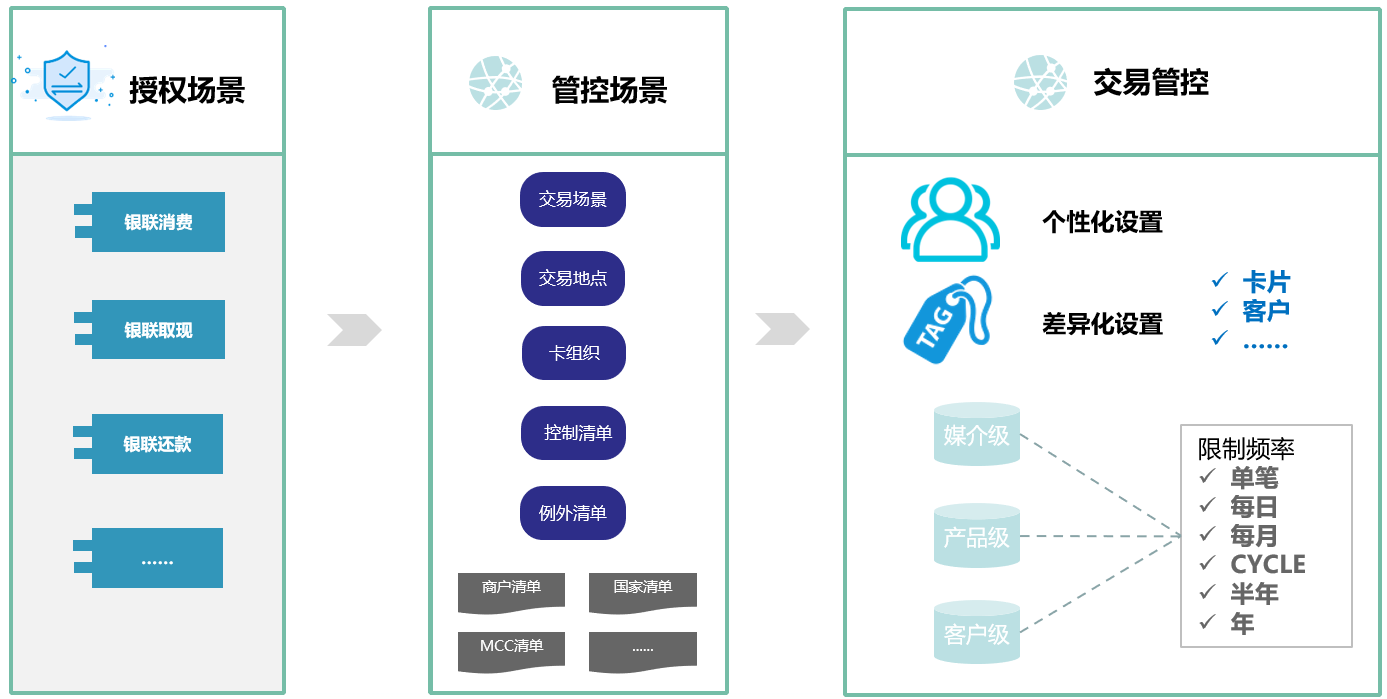 授权场景
银联消费
银联取现
银联还款
......
管控场景
交易场景
交易地点
卡组织
控制清单
例外清单
商户清单
国家清单
MCC清单
......
交易管控
个性化设置
TAG
差异化设置
✓ 卡片
✓ 客户
✓ ......
媒介级
产品级
客户级
限制频率
✓ 单笔
✓ 每日
✓ 每月
✓ CYCLE
✓ 半年
✓ 年